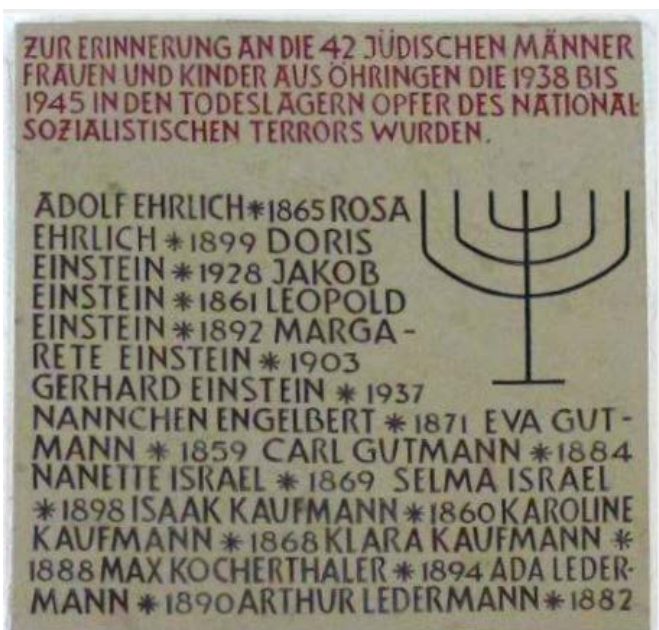 ZUR ERINNERUNG AN DIE 42 JÜDISCHEN MÄNNER
FRAUEN UND KINDER AUS ÖHRINGEN DIE 1938 BIS
1945 IN DEN TODESLAGERN OPFER DES NATIONAL-
SOZIALISTISCHEN TERRORS WURDEN.
ADOLF EHRLICH * 1865 ROSA
EHRLICH * 1899 DORIS
EINSTEIN * 1928 JAKOB
EINSTEIN * 1861 LEOPOLD
EINSTEIN * 1892 MARGA-
RETE EINSTEIN * 1903
GERHARD EINSTEIN * 1937
NANNCHEN ENGELBERT * 1871 EVA GUT-
MANN * 1859 CARL GUTMANN * 1884
NANETTE ISRAEL * 1869 SELMA ISRAEL
* 1898 ISAAK KAUFMANN * 1860 KAROLINE
KAUFMANN * 1868 KLARA KAUFMANN *
1888 MAX KOCHERTHALER * 1894 ADA LEDER-
MANN * 1890 ARTHUR LEDERMANN * 1882